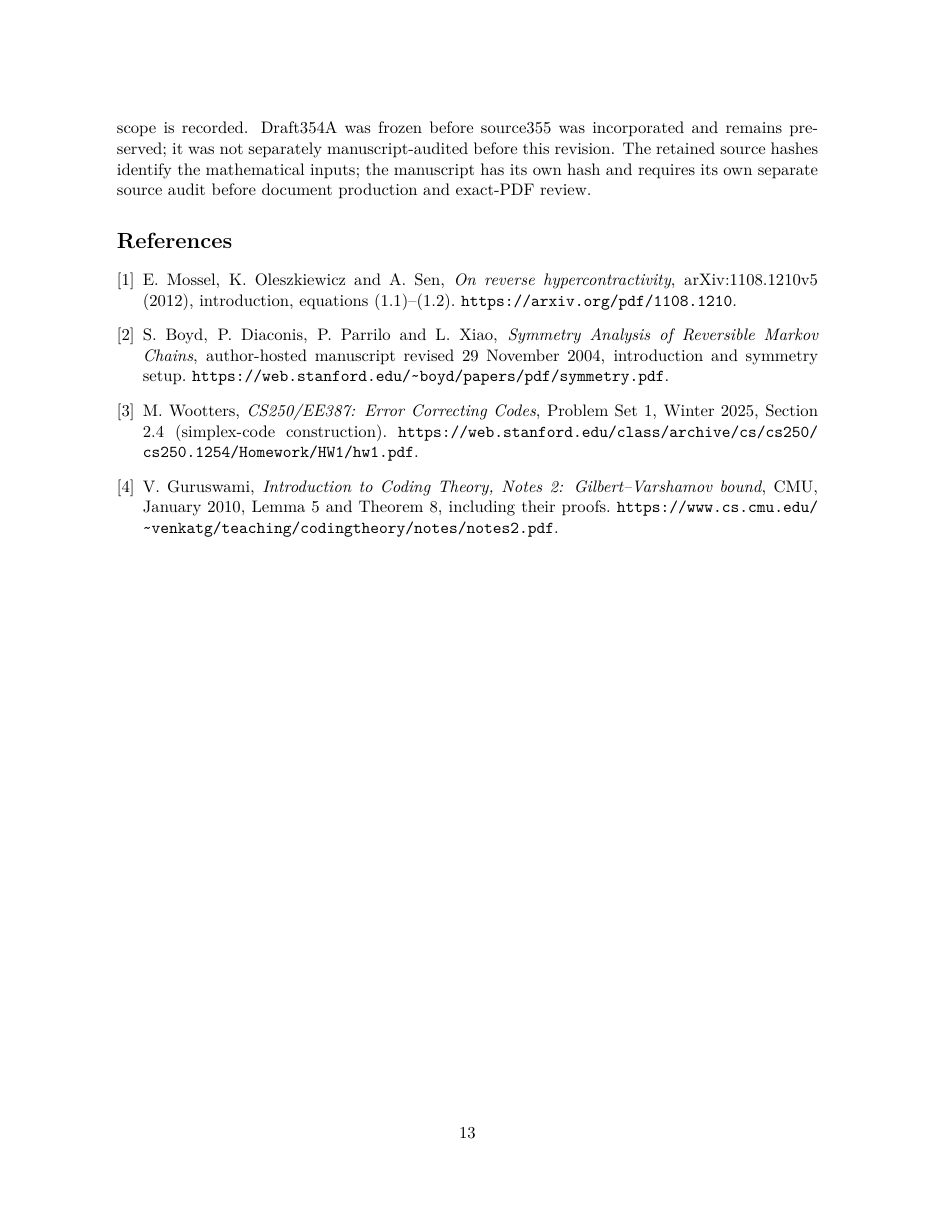 scope is recorded. Draft354A was frozen before source355 was incorporated and remains pre-
served; it was not separately manuscript-audited before this revision. The retained source hashes
identify the mathematical inputs; the manuscript has its own hash and requires its own separate
source audit before document production and exact-PDF review.
References
[1] E. Mossel, K. Oleszkiewicz and A. Sen, On reverse hypercontractivity, arXiv:1108.1210v5
(2012), introduction, equations (1.1)–(1.2). https://arxiv.org/pdf/1108.1210.
[2] S. Boyd, P. Diaconis, P. Parrilo and L. Xiao, Symmetry Analysis of Reversible Markov
Chains, author-hosted manuscript revised 29 November 2004, introduction and symmetry
setup. https://web.stanford.edu/~boyd/papers/pdf/symmetry.pdf.
[3] M. Wootters, CS250/EE387: Error Correcting Codes, Problem Set 1, Winter 2025, Section
2.4 (simplex-code construction). https://web.stanford.edu/class/archive/cs/cs250/
cs250.1254/Homework/HW1/hw1.pdf.
[4] V. Guruswami, Introduction to Coding Theory, Notes 2: Gilbert–Varshamov bound, CMU,
January 2010, Lemma 5 and Theorem 8, including their proofs. https://www.cs.cmu.edu/
~venkatg/teaching/codingtheory/notes/notes2.pdf.
13